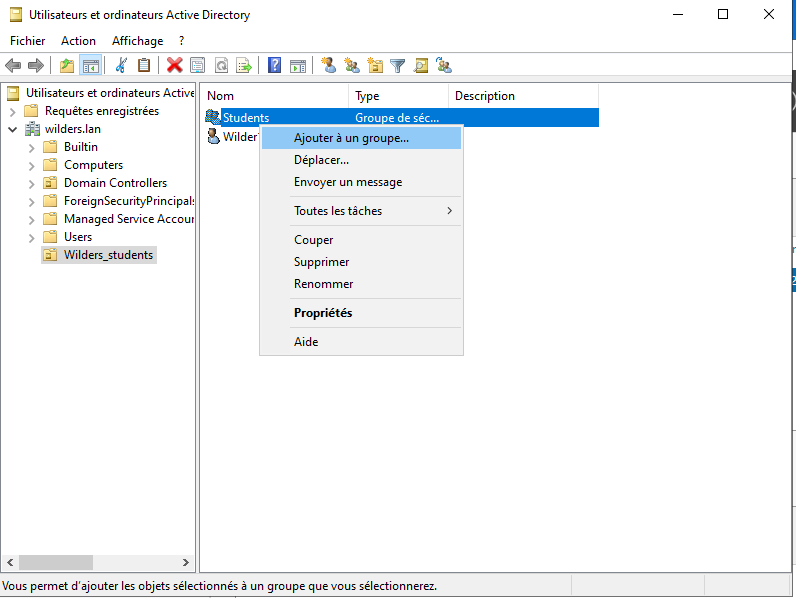 Utilisateurs et ordinateurs Active Directory
Fichier Action Affichage ?
Utilisateurs et ordinateurs Active
Requêtes enregistrées
wilders.lan
Builtin
Computers
Domain Controllers
ForeignSecurityPrincipals
Managed Service Accour
Users
Wilders_students
Nom Type Description
Students Groupe de séc...
Wilder
Ajouter à un groupe...
Déplacer...
Envoyer un message
Toutes les tâches
Couper
Supprimer
Renommer
Propriétés
Aide
Vous permet d'ajouter les objets sélectionnés à un groupe que vous sélectionnerez.